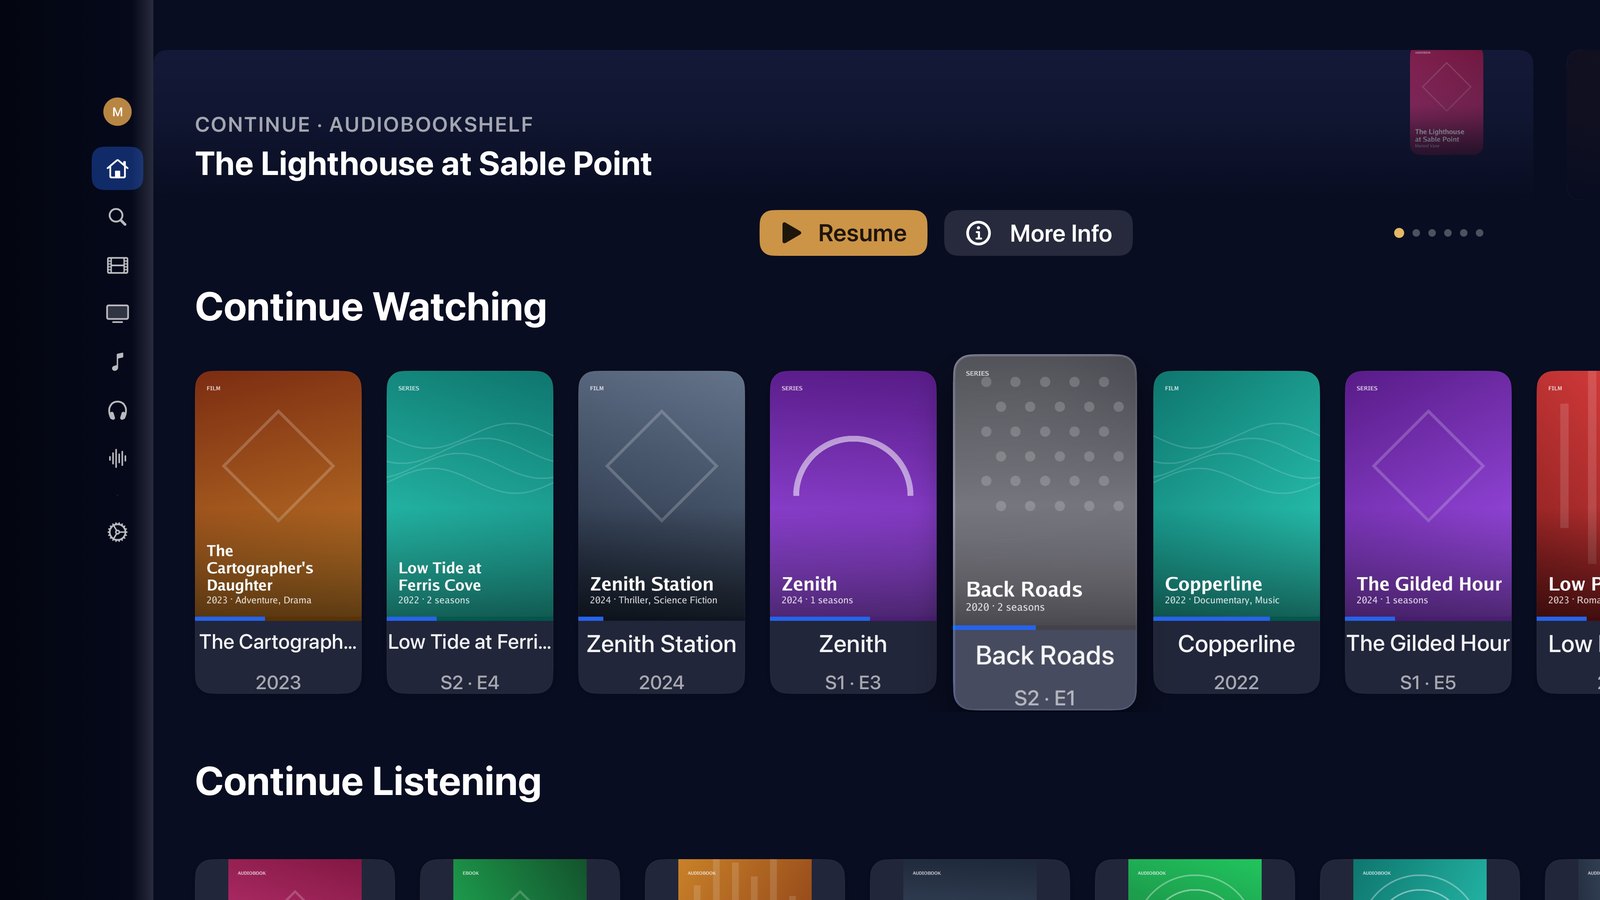 M
CONTINUE · AUDIOBOOKSHELF
The Lighthouse at Sable Point
AUDIOBOOK
The Lighthouse
at Sable Point
Resume
More Info
Continue Watching
FILM
The
Cartographer's
Daughter
2023 · Adventure, Drama
The Cartograph...
2023
SERIES
Low Tide at
Ferris Cove
2022 · 2 seasons
Low Tide at Ferri...
S2 · E4
FILM
Zenith Station
2024 · Thriller, Science Fiction
Zenith Station
2024
SERIES
Zenith
2024 · 1 seasons
Zenith
S1 · E3
SERIES
Back Roads
2020 · 2 seasons
Back Roads
S2 · E1
FILM
Copperline
2022 · Documentary, Music
Copperline
2022
SERIES
The Gilded Hour
2024 · 1 seasons
The Gilded Hour
S1 · E5
FILM
Low
2023 · Roma
Low
Continue Listening
AUDIOBOOK
EBOOK
AUDIOBOOK
AUDIOBOOK
AUDIOBOOK
AUDIOBOOK